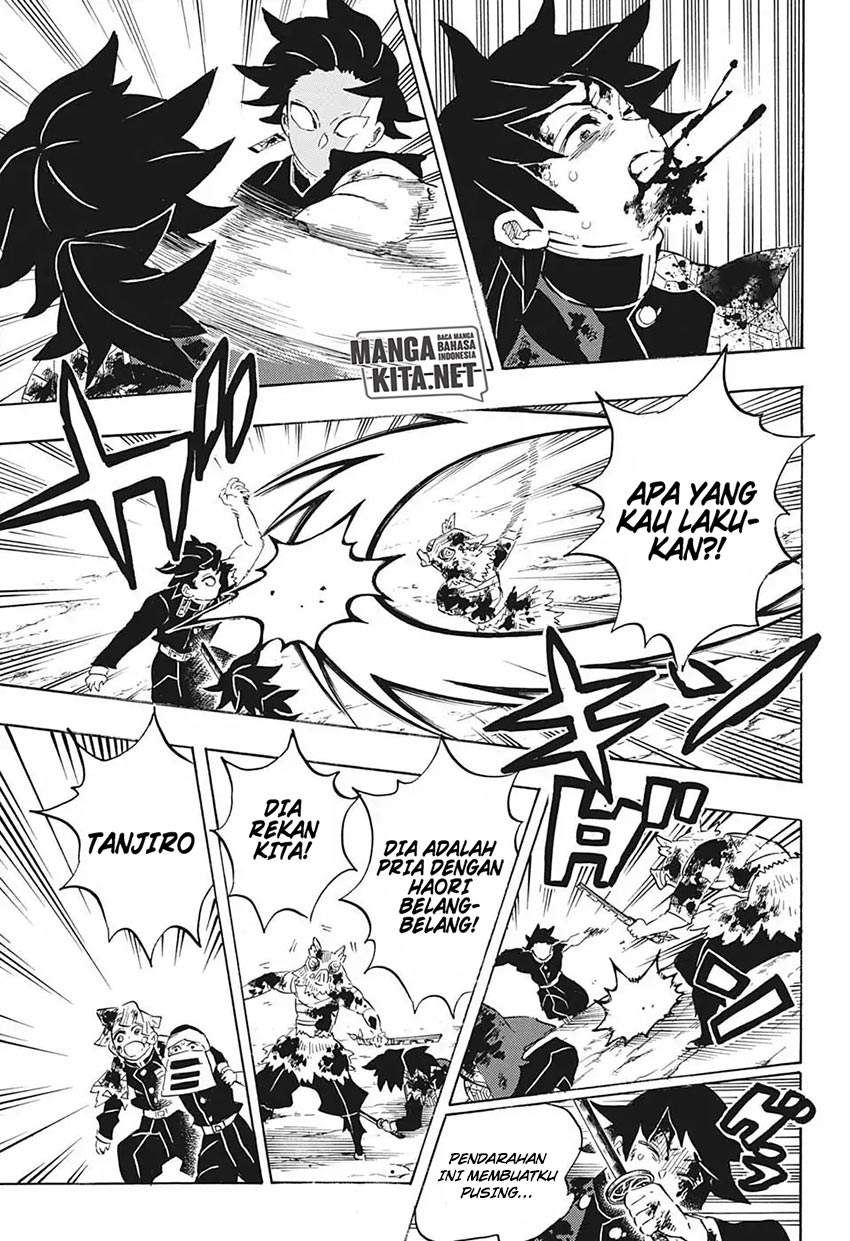 MANGA
KITA.NET
BACA MANGA
BAHASA
INDONESIA
APA YANG
KAU LAKU-
KAN?!
DIA ADALAH
PRIA DENGAN
HAORI
BELANG-
BELANG!
DIA
REKAN
KITA!
TANJIRO
PENDARAHAN
INI MEMBUATKU
PUSING...